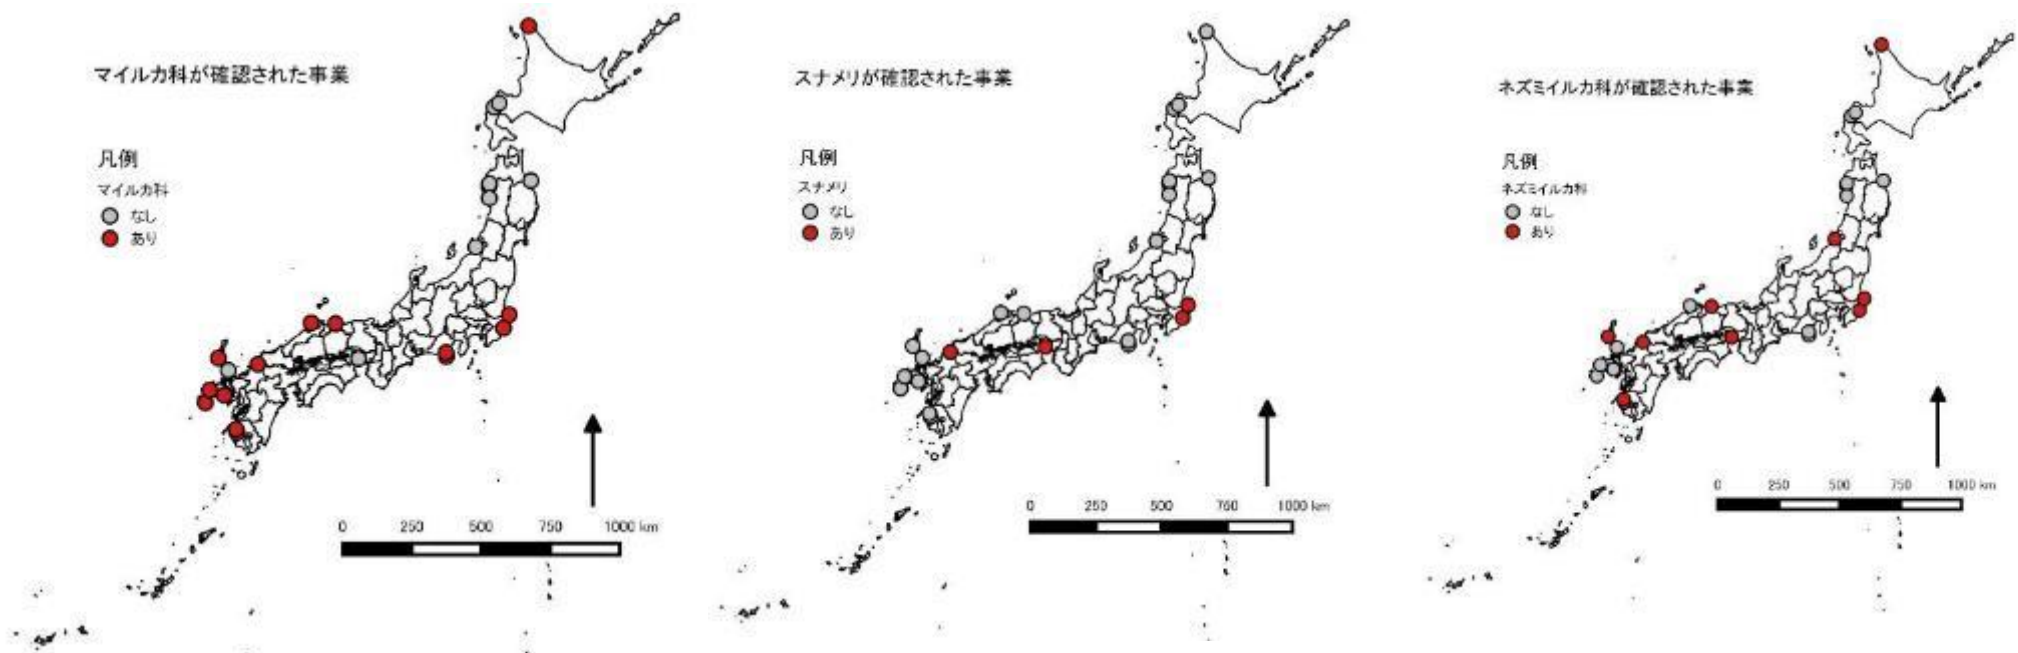 マイルカ科が確認された事業
凡例
マイルカ科
なし
あり
0 250 500 750 1000 km
スナメリが確認された事業
凡例
スナメリ
なし
あり
0 250 500 750 1000 km
ネズミイルカ科が確認された事業
凡例
ネズミイルカ科
なし
あり
0 250 500 750 1000 km